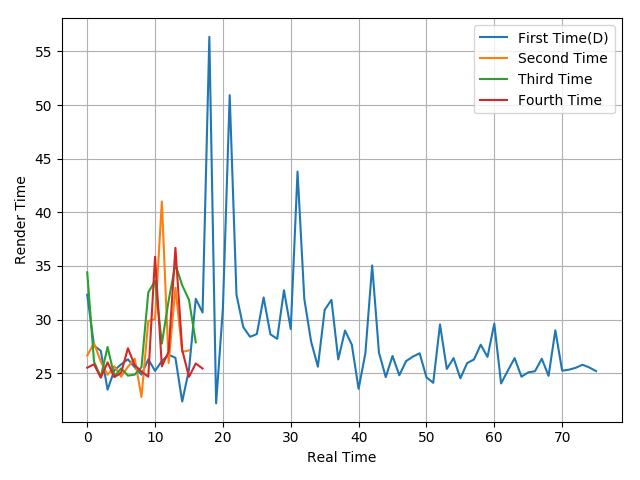 First Time(D)
Second Time
Third Time
Fourth Time
Render Time
55
50
45
40
35
30
25
0 10 20 30 40 50 60 70
Real Time